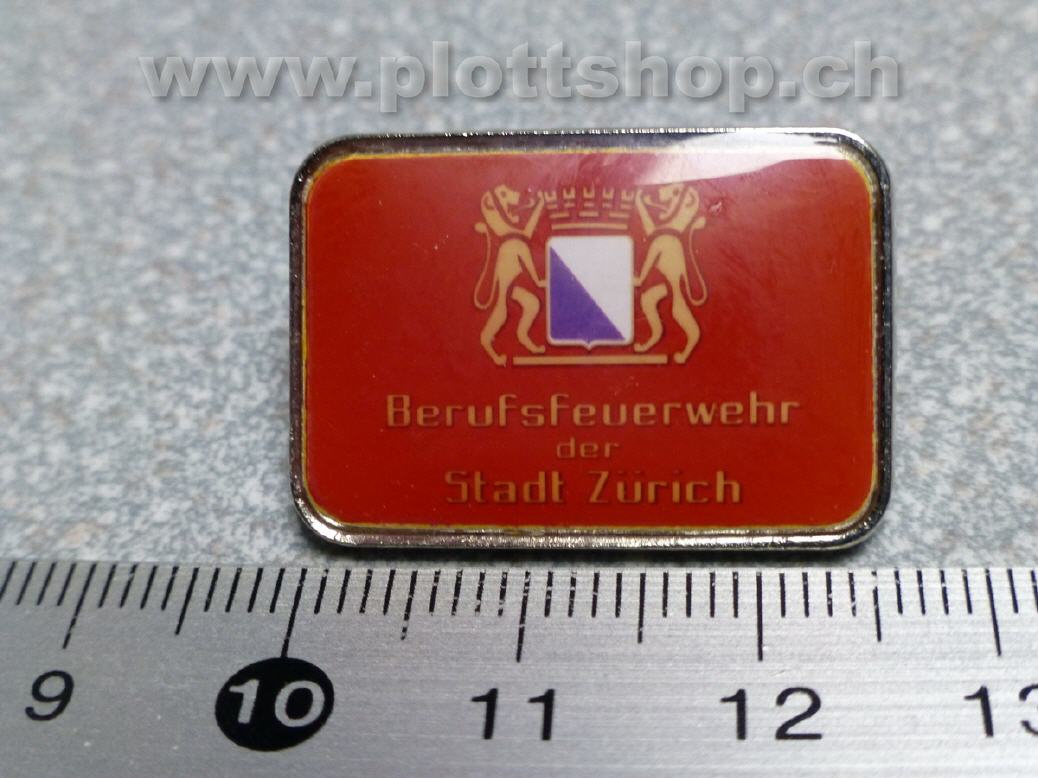 www.plottshop.ch
Berufsfeuerwehr
der
Stadt Zürich
9 10 11 12 13